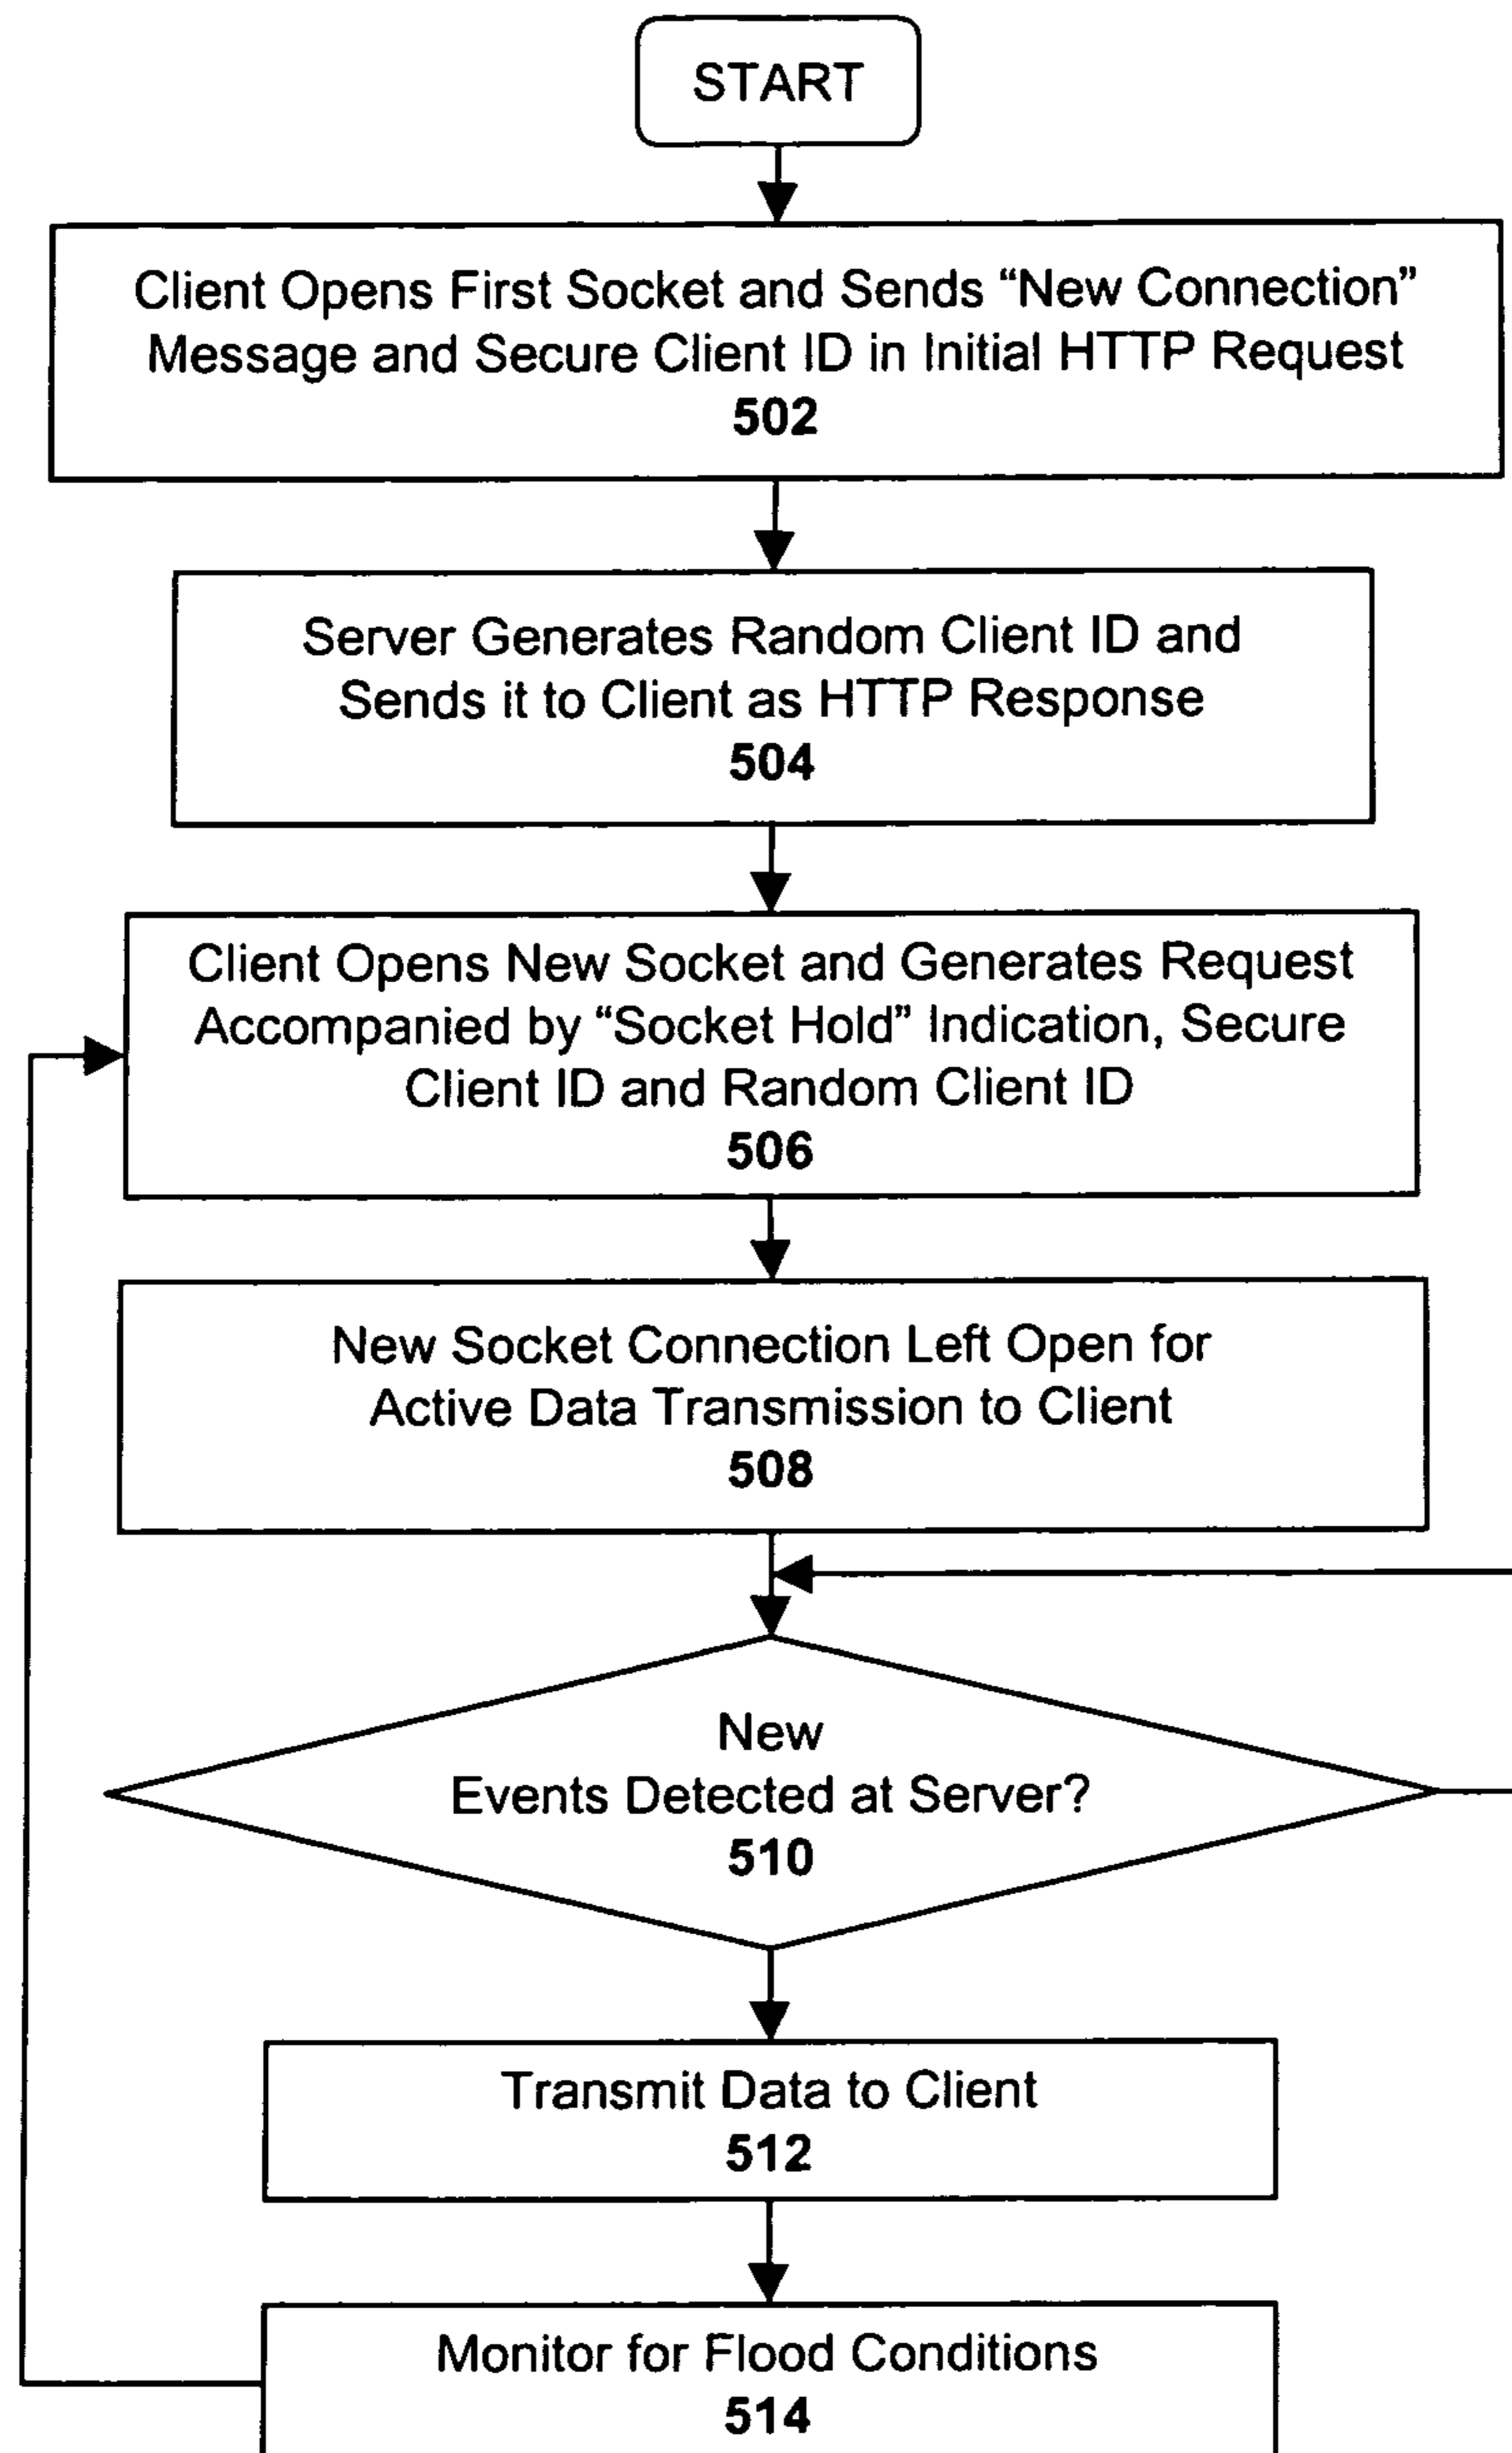 START
Client Opens First Socket and Sends “New Connection”
Message and Secure Client ID in Initial HTTP Request
502
Server Generates Random Client ID and
Sends it to Client as HTTP Response
504
Client Opens New Socket and Generates Request
Accompanied by “Socket Hold” Indication, Secure
Client ID and Random Client ID
506
New Socket Connection Left Open for
Active Data Transmission to Client
508
New
Events Detected at Server?
510
Transmit Data to Client
512
Monitor for Flood Conditions
514